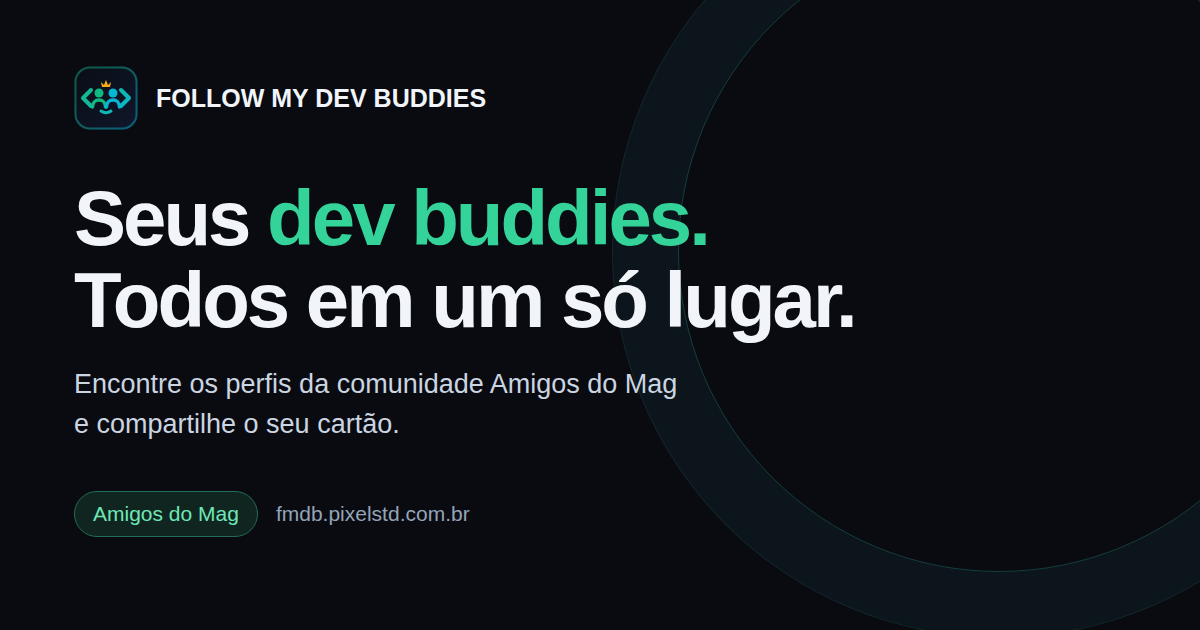 FOLLOW MY DEV BUDDIES
Seus dev buddies.
Todos em um só lugar.
Encontre os perfis da comunidade Amigos do Mag
e compartilhe o seu cartão.
Amigos do Mag
fmdb.pixelstd.com.br